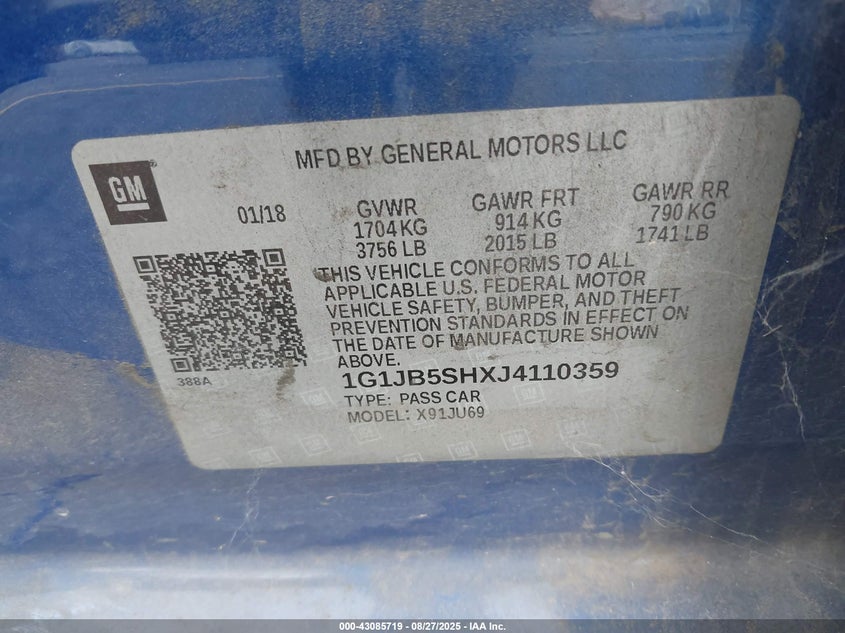 MFD BY GENERAL MOTORS LLC
GM
01/18
GVWR
1704 KG
3756 LB
GAWR FRT
914 KG
2015 LB
GAWR RR
790 KG
1741 LB
THIS VEHICLE CONFORMS TO ALL
APPLICABLE U.S. FEDERAL MOTOR
VEHICLE SAFETY, BUMPER, AND THEFT
PREVENTION STANDARDS IN EFFECT ON
THE DATE OF MANUFACTURE SHOWN
ABOVE.
388A
1G1JB5SHXJ4110359
TYPE: PASS CAR
MODEL: X91JU69
000-43085719 - 08/27/2025 - IAA Inc.